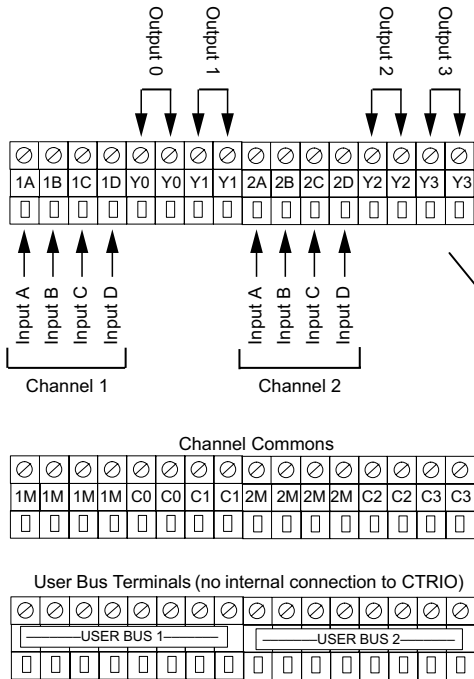 Output 0
Output 1
Output 2
Output 3
1A 1B 1C 1D Y0 Y0 Y1 Y1 2A 2B 2C 2D Y2 Y2 Y3 Y3
Input A
Input B
Input C
Input D
Input A
Input B
Input C
Input D
Channel 1
Channel 2
Channel Commons
1M 1M 1M 1M C0 C0 C1 C1 2M 2M 2M 2M C2 C2 C3 C3
User Bus Terminals (no internal connection to CTRIO)
USER BUS 1
USER BUS 2